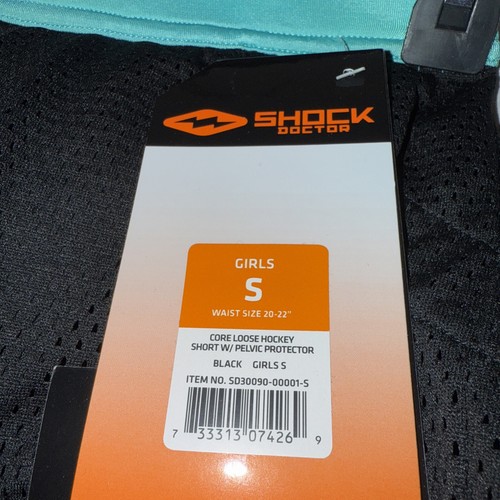 SHOCK
DOCTOR
GIRLS
S
WAIST SIZE 20-22"
CORE LOOSE HOCKEY
SHORT W/ PELVIC PROTECTOR
BLACK GIRLS S
ITEM NO. SD30090-00001-S
7 33313 07426 9